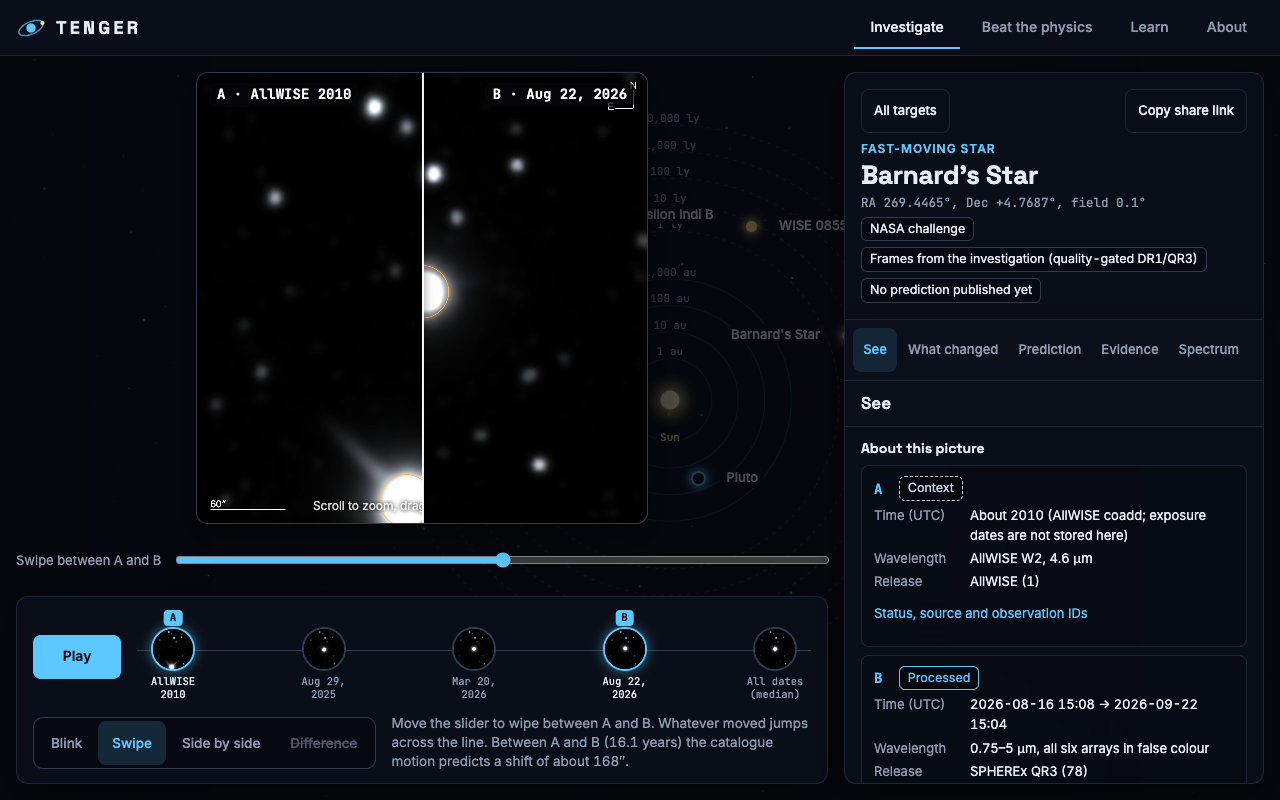 TENGER
Investigate
Beat the physics
Learn
About
A · AllWISE 2010
B · Aug 22, 2026
N
E
0,000 ly
,000 ly
100 ly
10 ly
1 ly
,000 au
100 au
10 au
1 au
silon Indi B
WISE 0855
Barnard's Star
Sun
Pluto
60″
Scroll to zoom, drag
Swipe between A and B
Play
A
AllWISE
2010
Aug 29,
2025
Mar 20,
2026
B
Aug 22,
2026
All dates
(median)
Blink
Swipe
Side by side
Difference
Move the slider to wipe between A and B. Whatever moved jumps
across the line. Between A and B (16.1 years) the catalogue
motion predicts a shift of about 168″.
All targets
Copy share link
FAST-MOVING STAR
Barnard's Star
RA 269.4465°, Dec +4.7687°, field 0.1°
NASA challenge
Frames from the investigation (quality-gated DR1/QR3)
No prediction published yet
See
What changed
Prediction
Evidence
Spectrum
See
About this picture
A
Context
Time (UTC)
About 2010 (AllWISE coadd; exposure
dates are not stored here)
Wavelength
AllWISE W2, 4.6 µm
Release
AllWISE (1)
Status, source and observation IDs
B
Processed
Time (UTC)
2026-08-16 15:08 → 2026-09-22
15:04
Wavelength
0.75–5 µm, all six arrays in false colour
Release
SPHEREx QR3 (78)